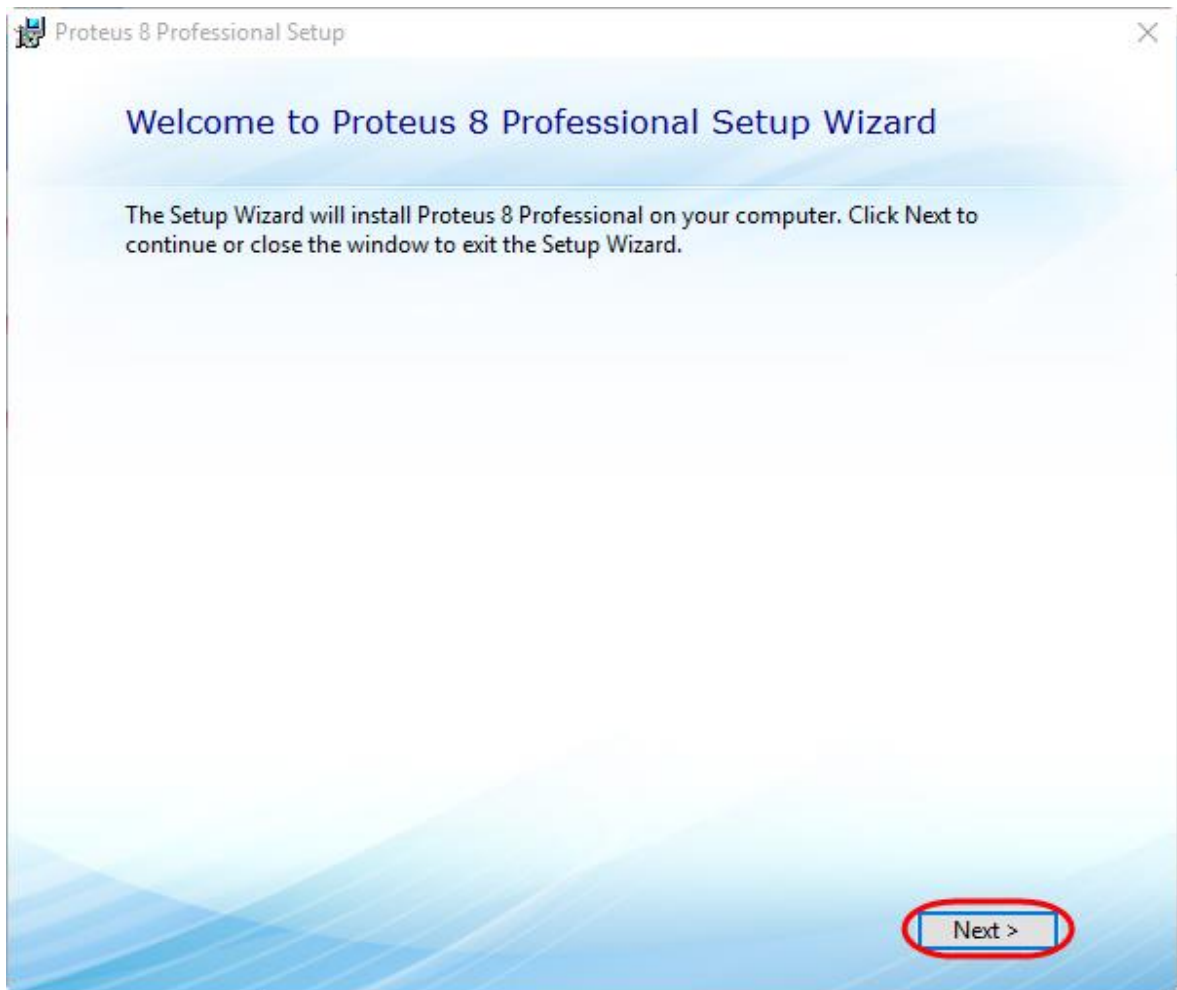 Proteus 8 Professional Setup
Welcome to Proteus 8 Professional Setup Wizard
The Setup Wizard will install Proteus 8 Professional on your computer. Click Next to
continue or close the window to exit the Setup Wizard.
Next >